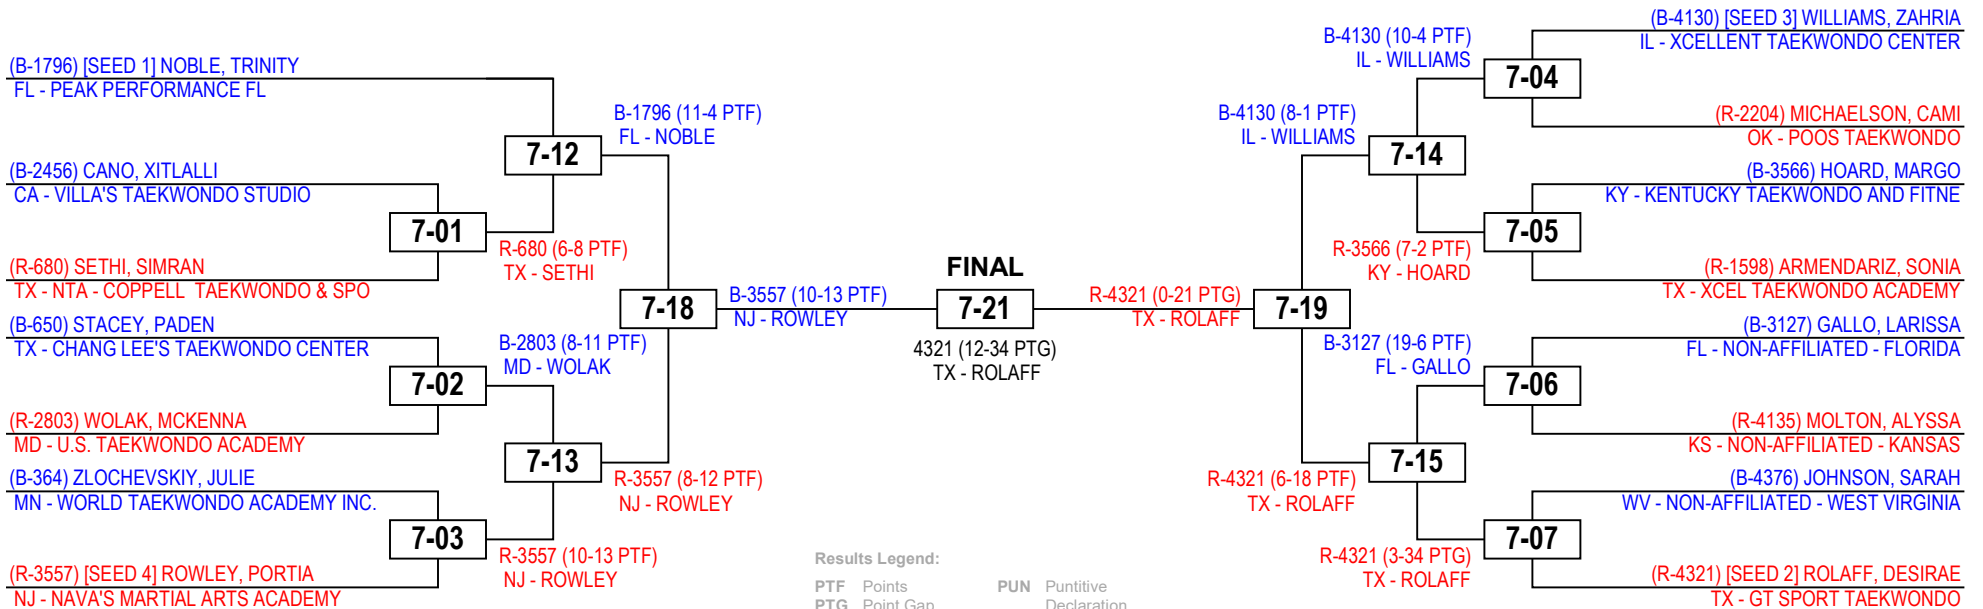 (B-1796) [SEED 1] NOBLE, TRINITY
FL - PEAK PERFORMANCE FL
(B-2456) CANO, XITLALLI
CA - VILLA'S TAEKWONDO STUDIO
(R-680) SETHI, SIMRAN
TX - NTA - COPPELL TAEKWONDO & SPO
(B-650) STACEY, PADEN
TX - CHANG LEE'S TAEKWONDO CENTER
(R-2803) WOLAK, MCKENNA
MD - U.S. TAEKWONDO ACADEMY
(B-364) ZLOCHEVSKIY, JULIE
MN - WORLD TAEKWONDO ACADEMY INC.
(R-3557) [SEED 4] ROWLEY, PORTIA
NJ - NAVA'S MARTIAL ARTS ACADEMY
7-01
7-02
7-03
R-680 (6-8 PTF)
TX - SETHI
B-2803 (8-11 PTF)
MD - WOLAK
R-3557 (10-13 PTF)
NJ - ROWLEY
7-12
7-13
B-1796 (11-4 PTF)
FL - NOBLE
R-3557 (8-12 PTF)
NJ - ROWLEY
7-18
B-3557 (10-13 PTF)
NJ - ROWLEY
FINAL
7-21
4321 (12-34 PTG)
TX - ROLAFF
R-4321 (0-21 PTG)
TX - ROLAFF
7-19
B-4130 (8-1 PTF)
IL - WILLIAMS
R-4321 (6-18 PTF)
TX - ROLAFF
7-14
7-15
B-4130 (10-4 PTF)
IL - WILLIAMS
R-3566 (7-2 PTF)
KY - HOARD
B-3127 (19-6 PTF)
FL - GALLO
R-4321 (3-34 PTG)
TX - ROLAFF
7-04
7-05
7-06
7-07
(B-4130) [SEED 3] WILLIAMS, ZAHRIA
IL - XCELLENT TAEKWONDO CENTER
(R-2204) MICHAELSON, CAMI
OK - POOS TAEKWONDO
(B-3566) HOARD, MARGO
KY - KENTUCKY TAEKWONDO AND FITNE
(R-1598) ARMENDARIZ, SONIA
TX - XCEL TAEKWONDO ACADEMY
(B-3127) GALLO, LARISSA
FL - NON-AFFILIATED - FLORIDA
(R-4135) MOLTON, ALYSSA
KS - NON-AFFILIATED - KANSAS
(B-4376) JOHNSON, SARAH
WV - NON-AFFILIATED - WEST VIRGINIA
(R-4321) [SEED 2] ROLAFF, DESIRAE
TX - GT SPORT TAEKWONDO
Results Legend:
PTF Points PUN Puntitive
PTG Point Gap Declaration